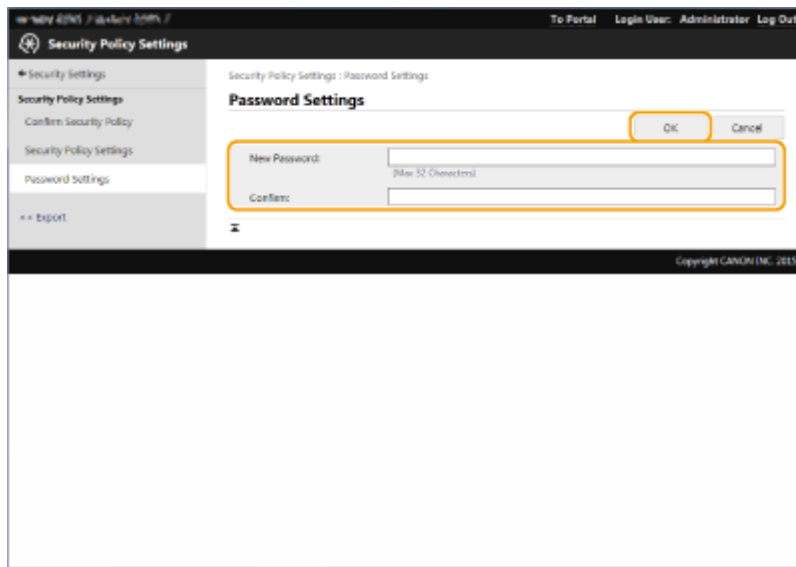 To Portal Login User: Administrator Log Out
Security Policy Settings
Security Settings
Security Policy Settings : Password Settings
Security Policy Settings
Password Settings
Confirm Security Policy
OK Cancel
Security Policy Settings
New Password:
(Max 32 Characters)
Password Settings
Confirm:
Export
Copyright CANON INC. 2015